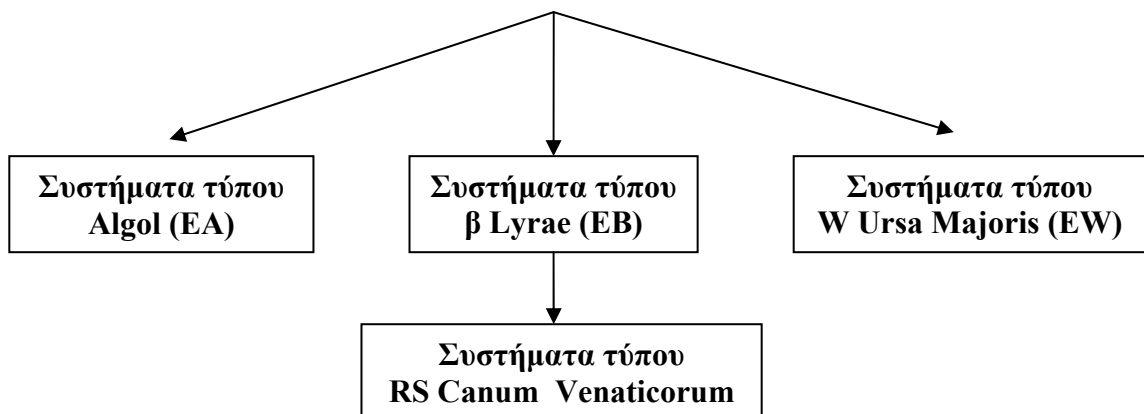 Συστήματα τύπου
Algol (EA)
Συστήματα τύπου
β Lyrae (EB)
Συστήματα τύπου
W Ursa Majoris (EW)
Συστήματα τύπου
RS Canum Venaticorum